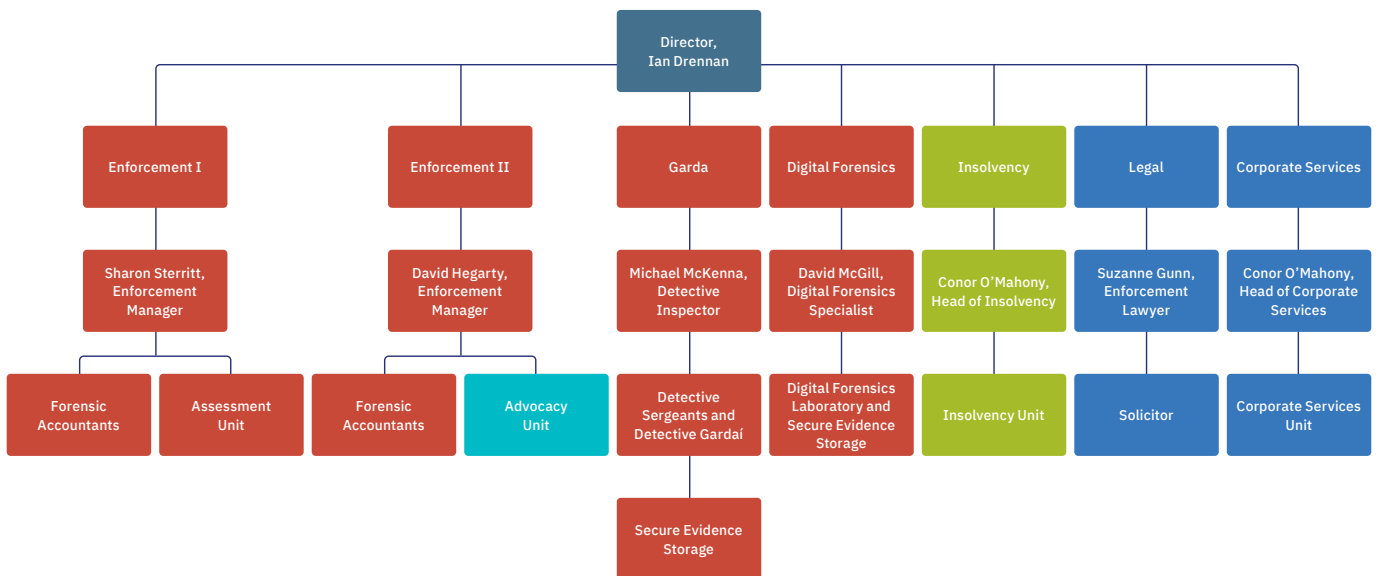 Director,
Ian Drennan
Enforcement I
Enforcement II
Garda
Digital Forensics
Insolvency
Legal
Corporate Services
Sharon Sterritt,
Enforcement
Manager
David Hegarty,
Enforcement
Manager
Michael McKenna,
Detective
Inspector
David McGill,
Digital Forensics
Specialist
Conor O’Mahony,
Head of Insolvency
Suzanne Gunn,
Enforcement
Lawyer
Conor O’Mahony,
Head of Corporate
Services
Forensic
Accountants
Assessment
Unit
Forensic
Accountants
Advocacy
Unit
Detective
Sergeants and
Detective Gardaí
Digital Forensics
Laboratory and
Secure Evidence
Storage
Insolvency Unit
Solicitor
Corporate Services
Unit
Secure Evidence
Storage